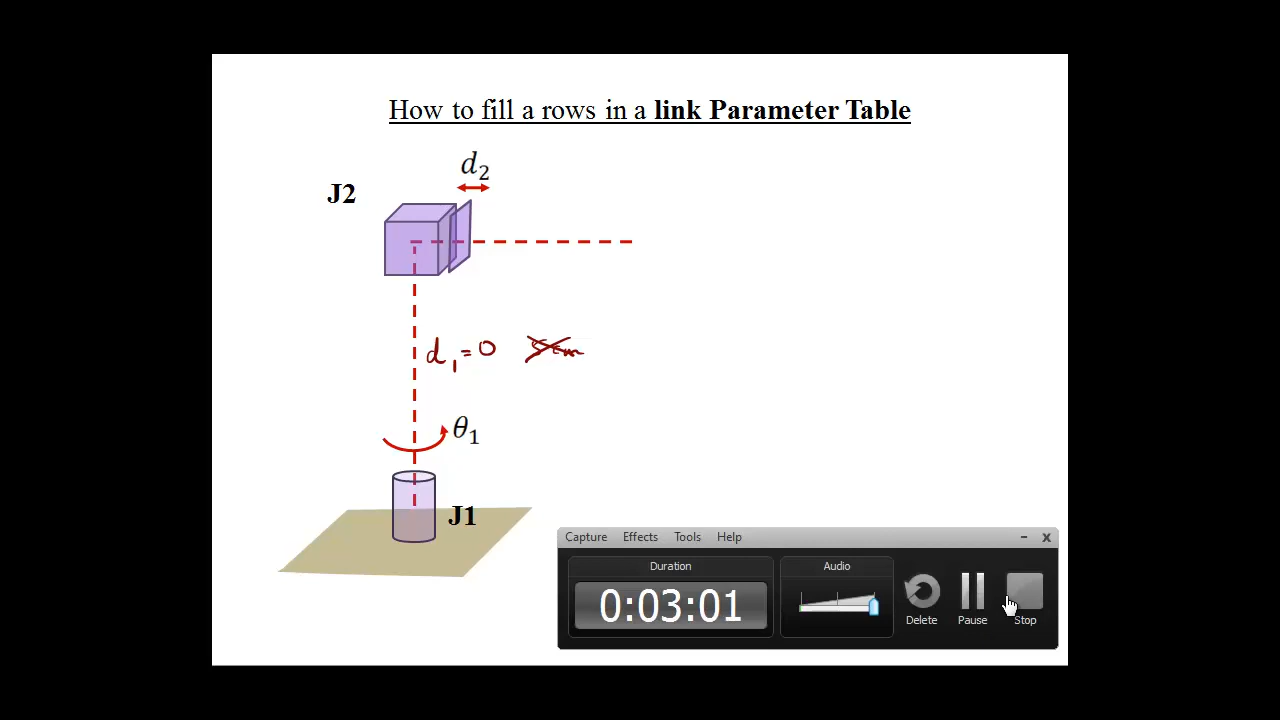 How to fill a rows in a link Parameter Table
d2
J2
d1=0 5cm
θ1
J1
Capture Effects Tools Help
Duration
Audio
0:03:01
Delete
Pause
Stop